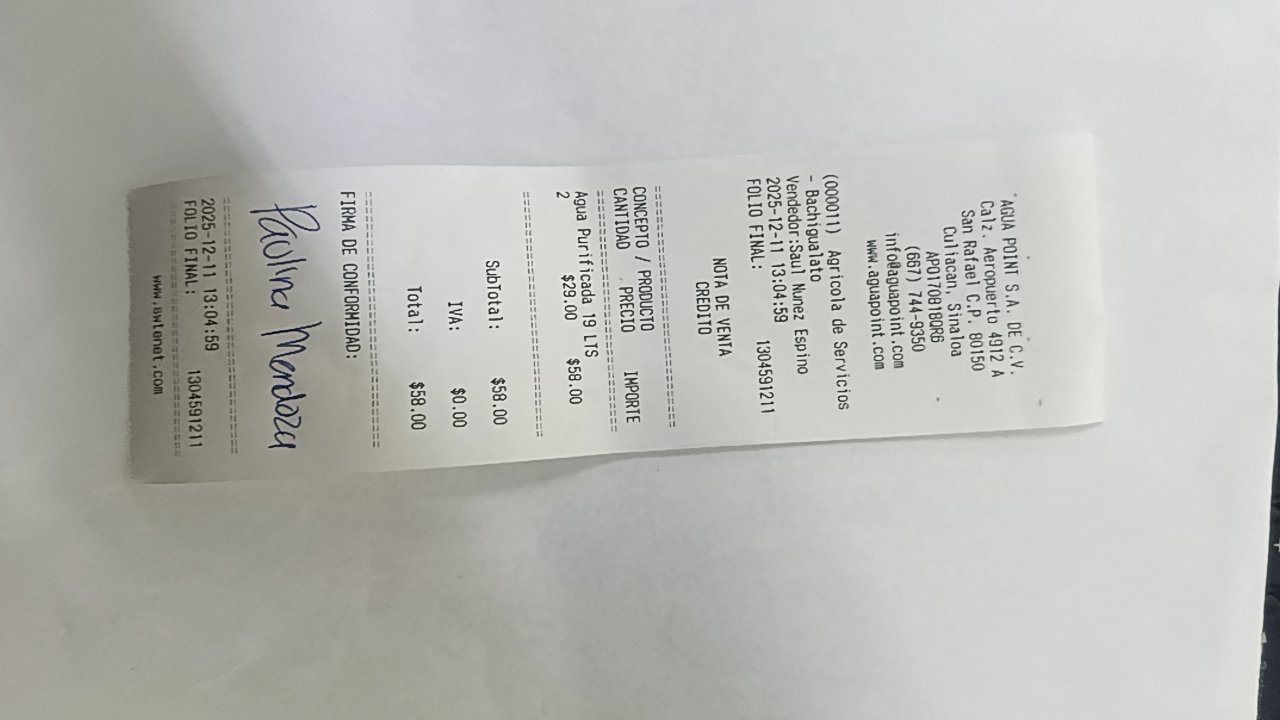 AGUA POINT S.A. DE C.V.
Calz. Aeropuerto 4912 A
San Rafael C.P. 80150
Culiacan, Sinaloa
APO170818QR6
(667) 744-9350
info@aguapoint.com
www.aguapoint.com
(000011) Agricola de Servicios
- Bachigualato
Vendedor:Saul Nunez Espino
2025-12-11 13:04:59
FOLIO FINAL: 1304591211
NOTA DE VENTA
CREDITO
CONCEPTO / PRODUCTO
CANTIDAD PRECIO IMPORTE
Agua Purificada 19 LTS
2 $29.00 $58.00
SubTotal: $58.00
IVA: $0.00
Total: $58.00
FIRMA DE CONFORMIDAD:
Paulina Mendoza
2025-12-11 13:04:59
FOLIO FINAL: 1304591211
www.ewtenet.com